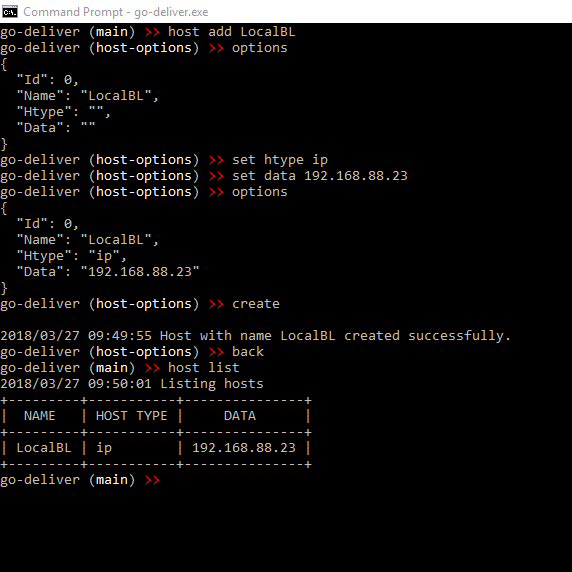 Command Prompt - go-deliver.exe
go-deliver (main) >> host add LocalBL
go-deliver (host-options) >> options
{
  "Id": 0,
  "Name": "LocalBL",
  "Htype": "",
  "Data": ""
}
go-deliver (host-options) >> set htype ip
go-deliver (host-options) >> set data 192.168.88.23
go-deliver (host-options) >> options
{
  "Id": 0,
  "Name": "LocalBL",
  "Htype": "ip",
  "Data": "192.168.88.23"
}
go-deliver (host-options) >> create
2018/03/27 09:49:55 Host with name LocalBL created successfully.
go-deliver (host-options) >> back
go-deliver (main) >> host list
2018/03/27 09:50:01 Listing hosts
+---------+-----------+---------------+
|  NAME   | HOST TYPE |     DATA      |
+---------+-----------+---------------+
| LocalBL | ip        | 192.168.88.23 |
+---------+-----------+---------------+
go-deliver (main) >>